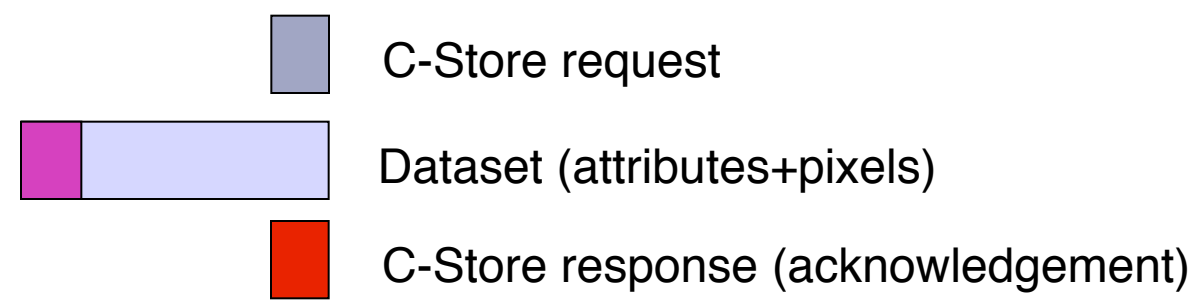 C-Store request
Dataset (attributes+pixels)
C-Store response (acknowledgement)